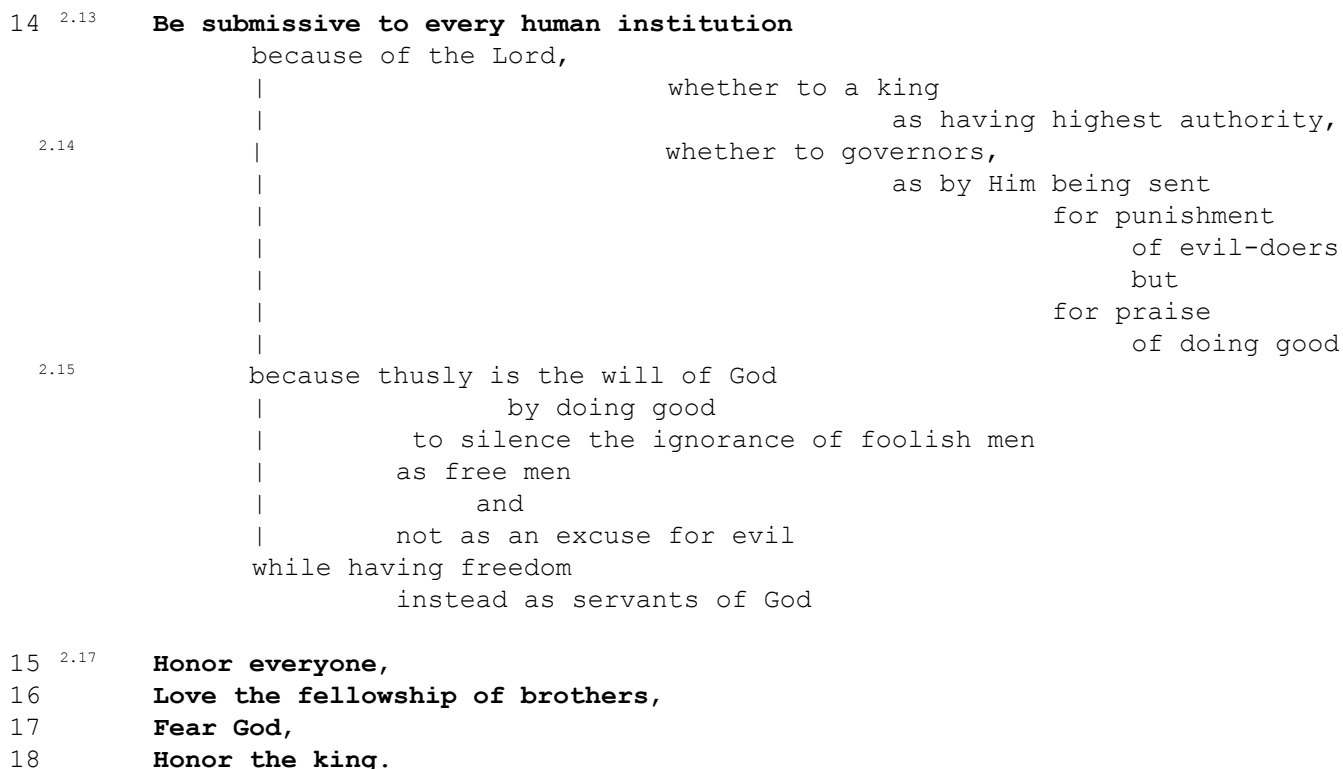 14 2.13 Be submissive to every human institution
because of the Lord,
| whether to a king
| as having highest authority,
2.14 | whether to governors,
| as by Him being sent
| for punishment
| of evil-doers
| but
| for praise
| of doing good
2.15 because thusly is the will of God
| by doing good
| to silence the ignorance of foolish men
| as free men
| and
| not as an excuse for evil
while having freedom
instead as servants of God
15 2.17 Honor everyone,
16 Love the fellowship of brothers,
17 Fear God,
18 Honor the king.